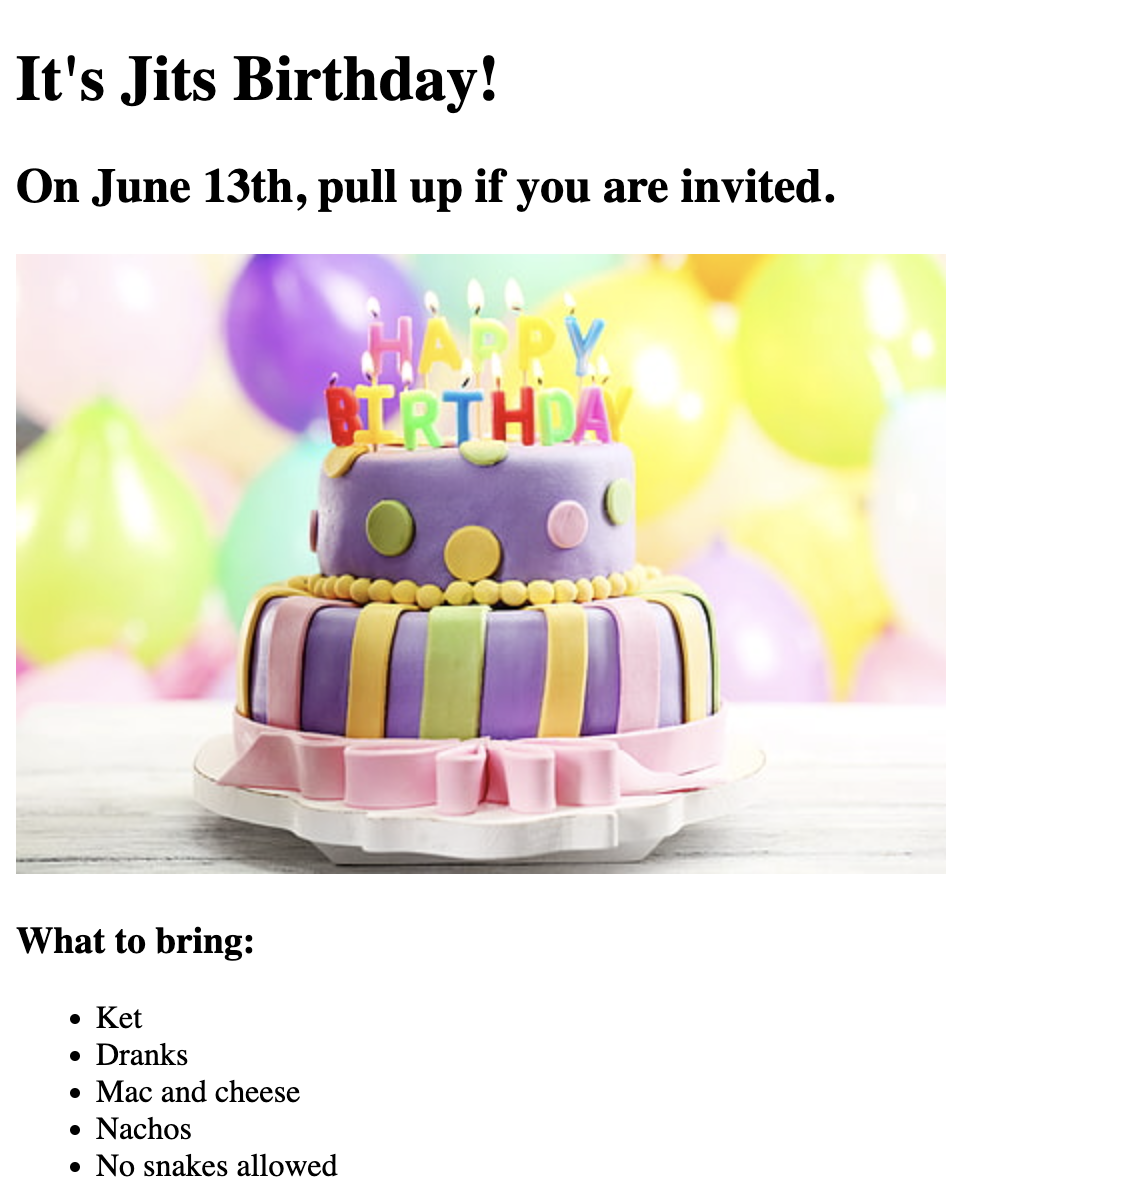 It's Jits Birthday!
On June 13th, pull up if you are invited.
HAPPY
BIRTHDAY
What to bring:
Ket
Dranks
Mac and cheese
Nachos
No snakes allowed